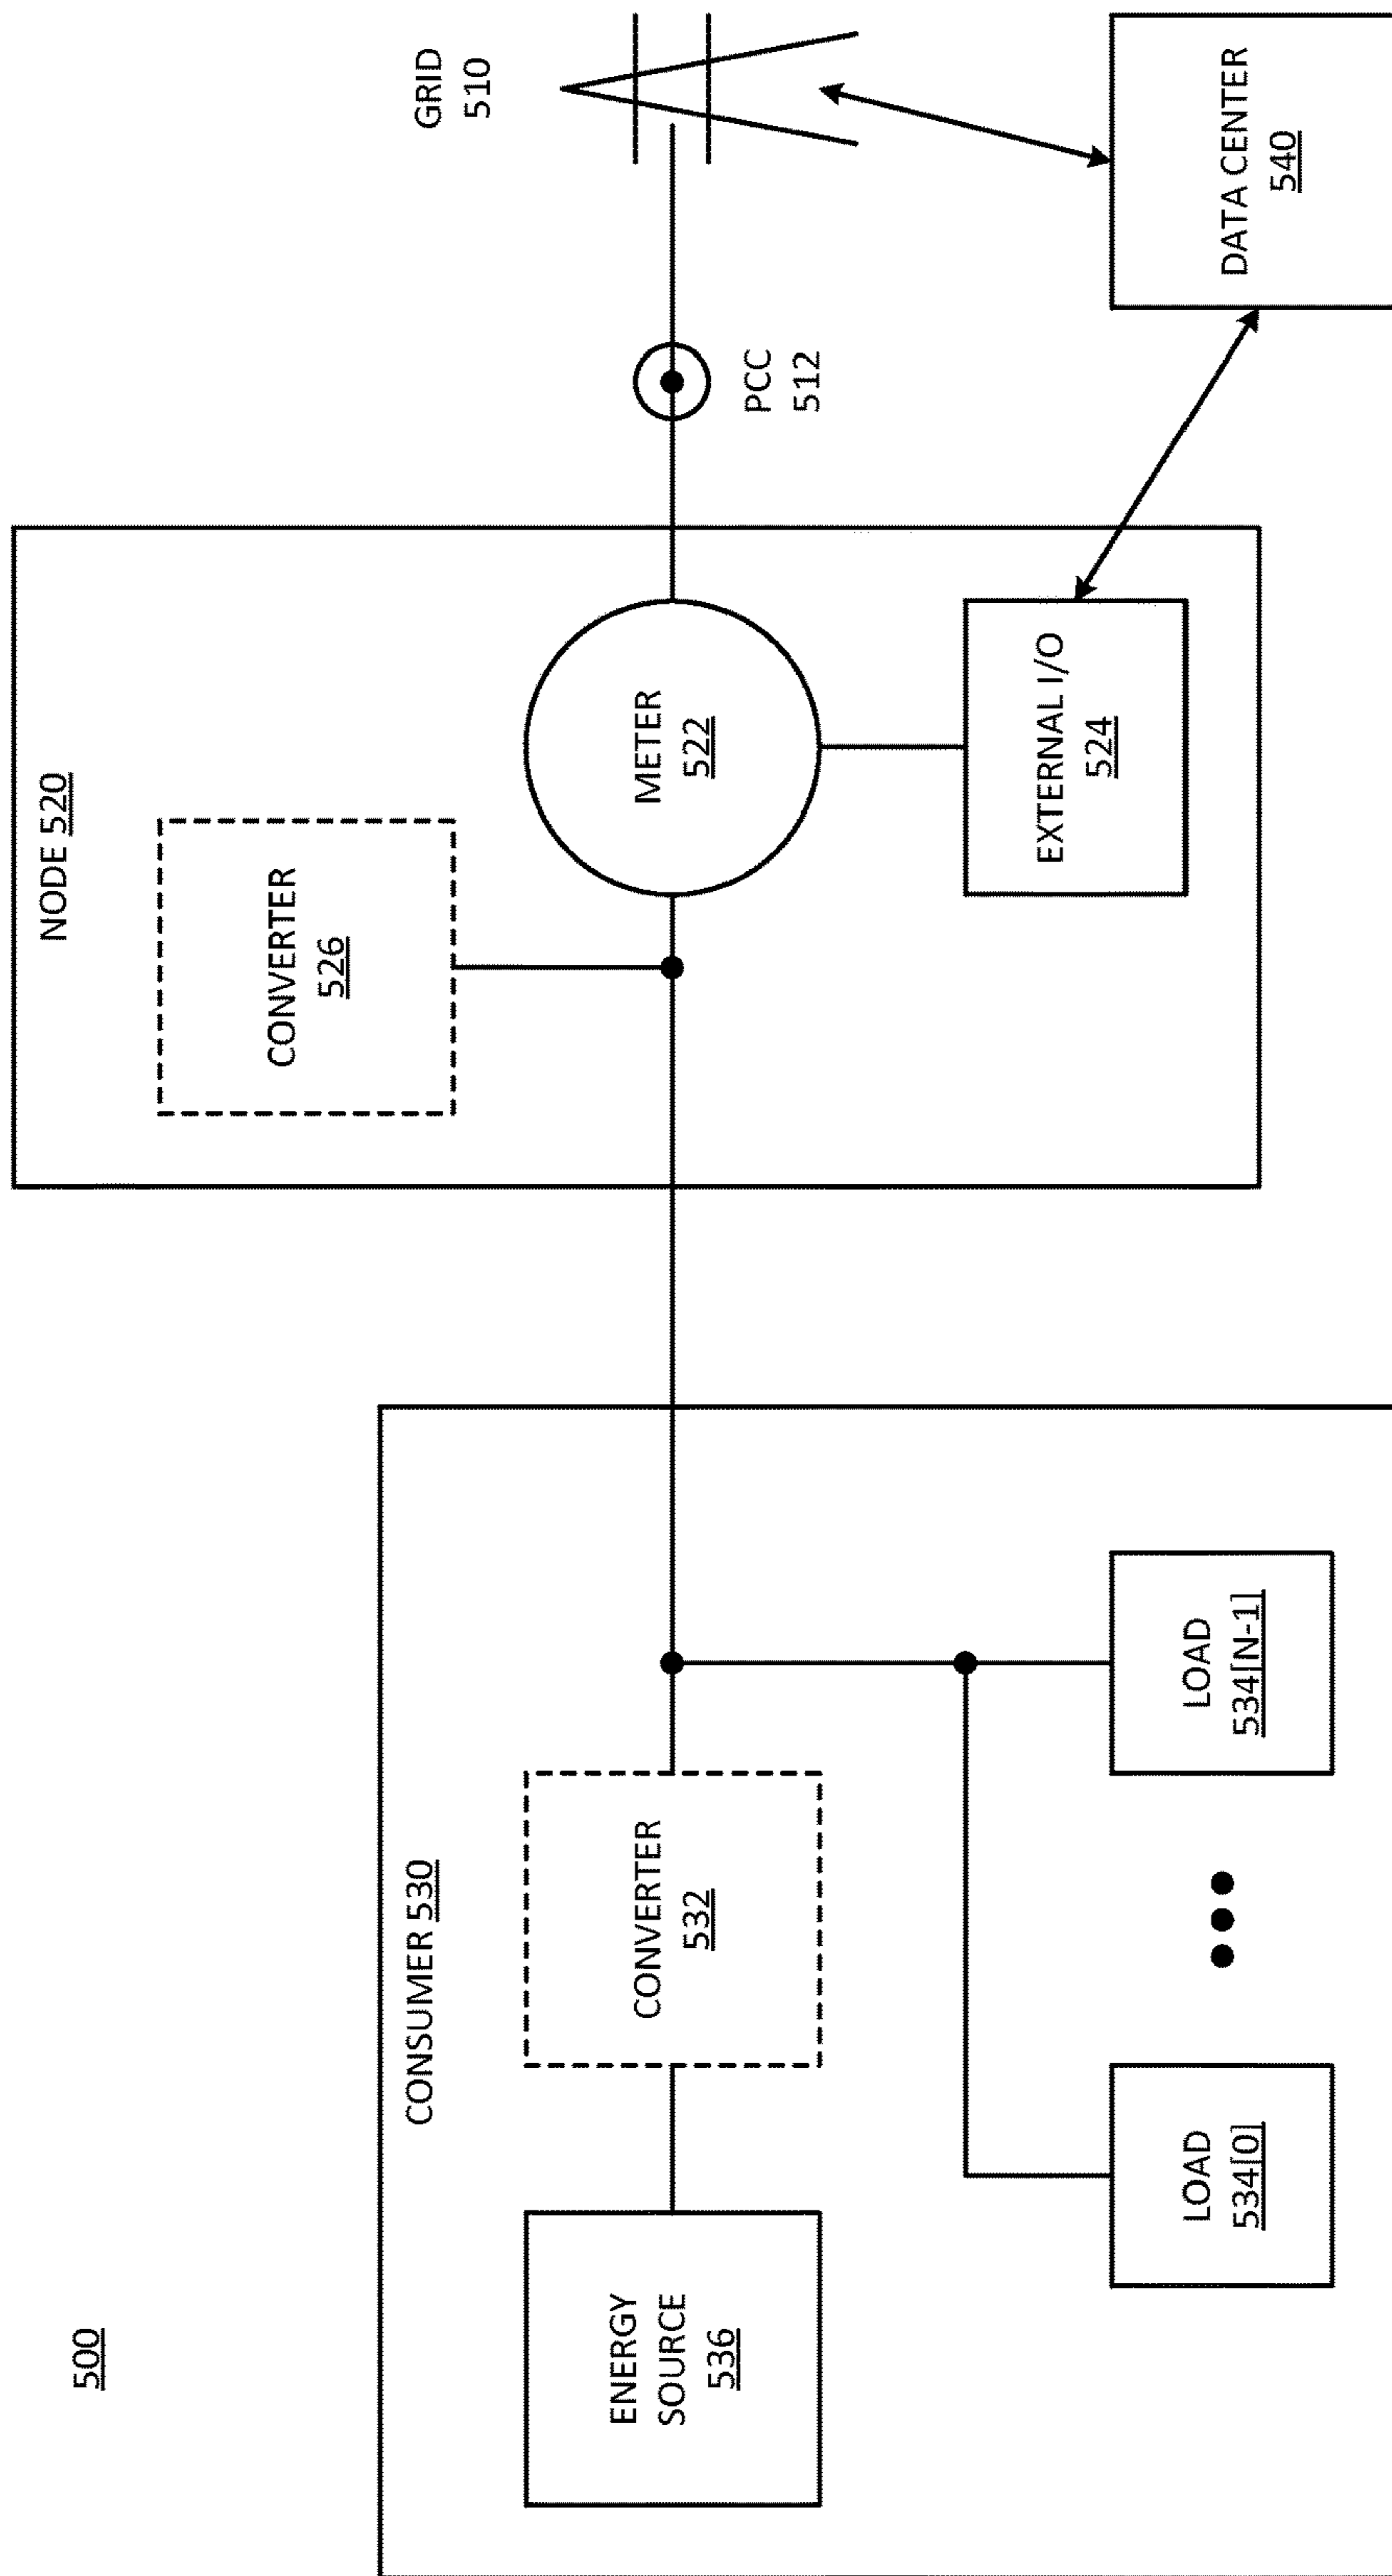 500
CONSUMER 530
ENERGY
SOURCE
536
CONVERTER
532
LOAD
534[0]
LOAD
534[N-1]
NODE 520
CONVERTER
526
METER
522
EXTERNAL I/O
524
PCC
512
GRID
510
DATA CENTER
540